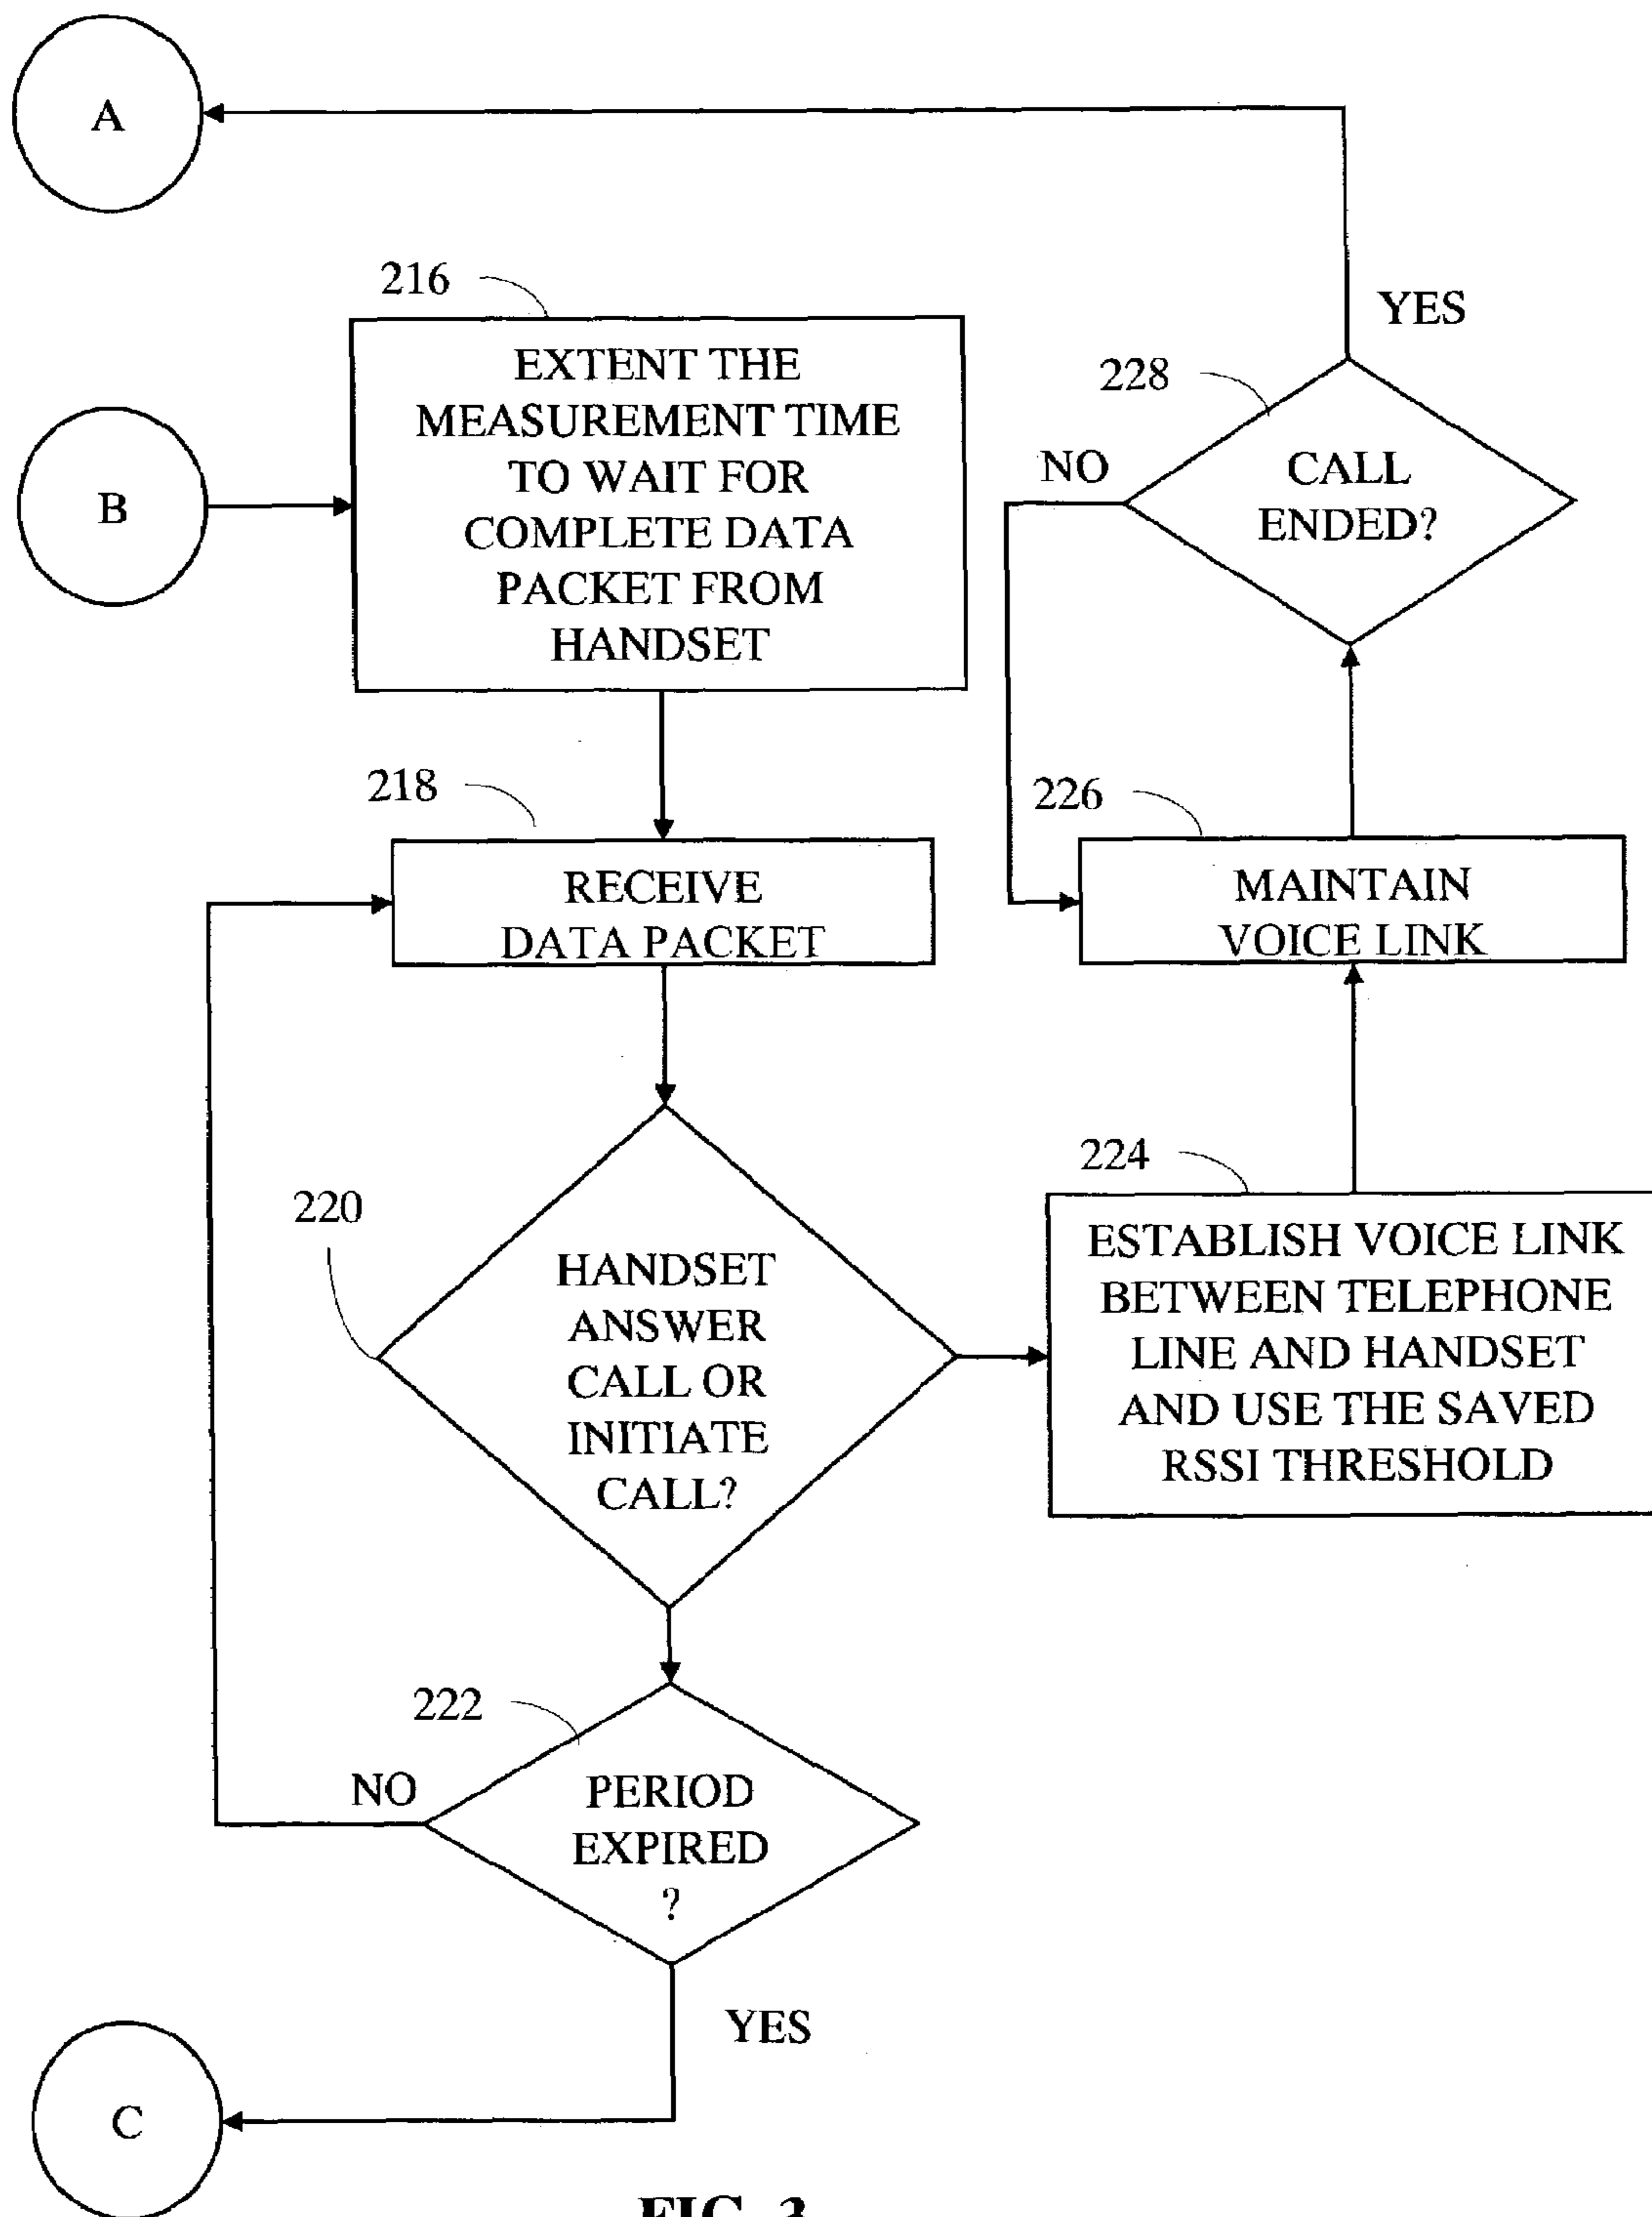 A
216
EXTENT THE
MEASUREMENT TIME
TO WAIT FOR
COMPLETE DATA
PACKET FROM
HANDSET
B
YES
228
NO
CALL
ENDED?
218
RECEIVE
DATA PACKET
226
MAINTAIN
VOICE LINK
220
HANDSET
ANSWER
CALL OR
INITIATE
CALL?
224
ESTABLISH VOICE LINK
BETWEEN TELEPHONE
LINE AND HANDSET
AND USE THE SAVED
RSSI THRESHOLD
222
NO
PERIOD
EXPIRED
?
YES
C
FIG. 3